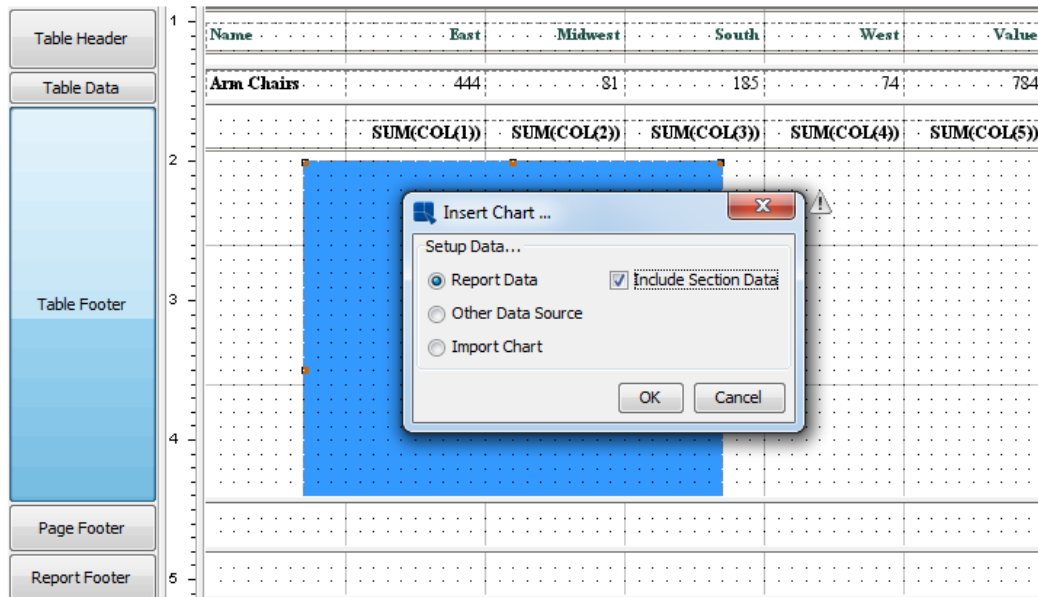 1
Table Header
Name East Midwest South West Value
Table Data
Arm Chairs 444 81 185 74 784
SUM(COL(1)) SUM(COL(2)) SUM(COL(3)) SUM(COL(4)) SUM(COL(5))
2
Insert Chart ...
Setup Data...
Report Data
Include Section Data
Other Data Source
Import Chart
OK
Cancel
Table Footer
3
4
Page Footer
Report Footer
5